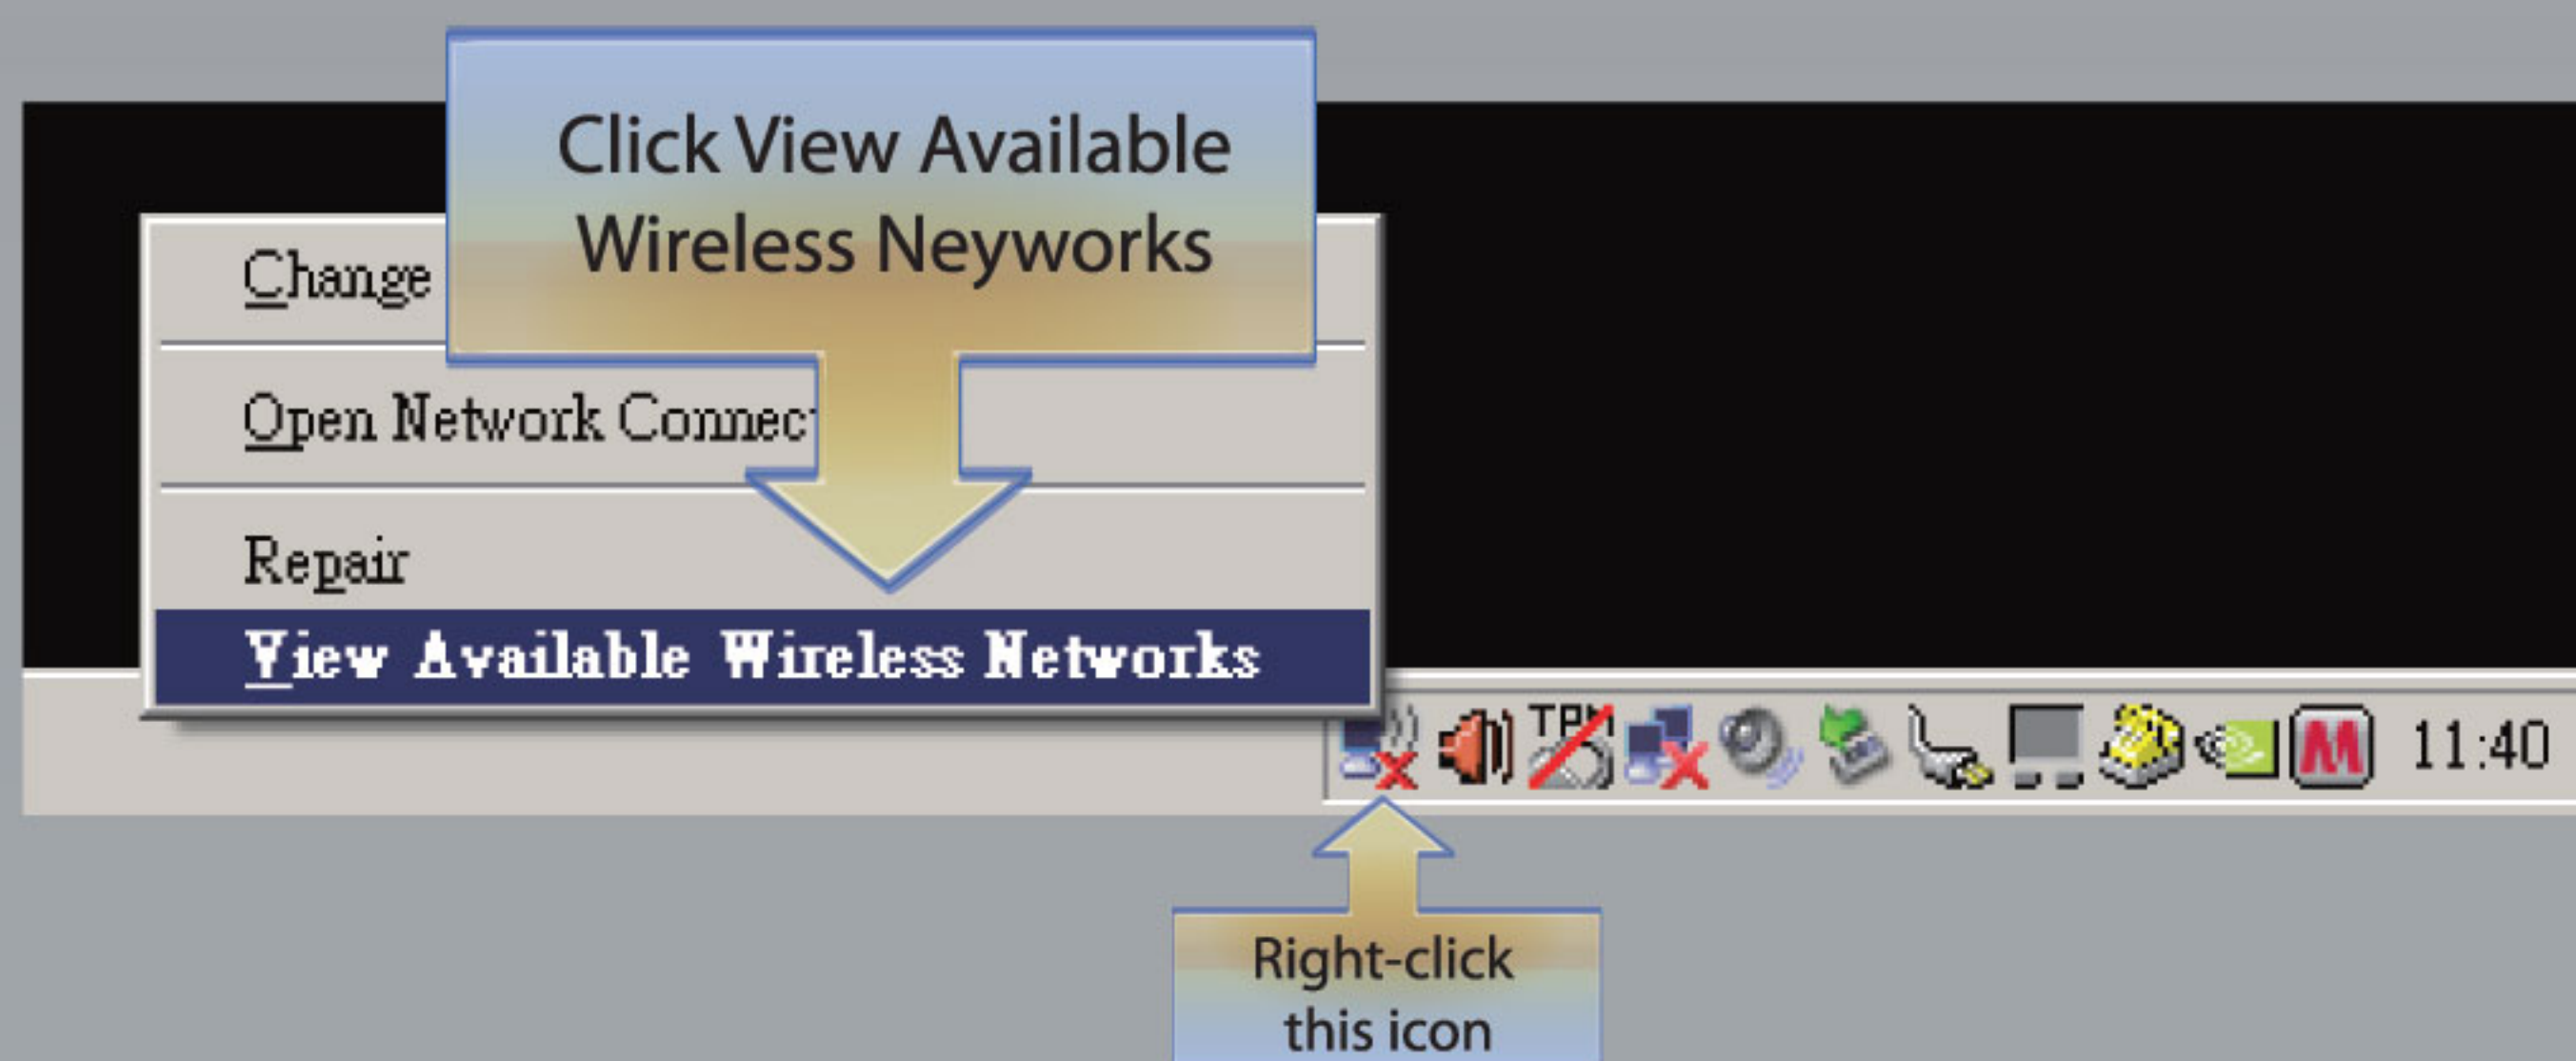 Click View Available
Wireless Neyworks
Change
Open Network Connec
Repair
View Available Wireless Networks
TPM
11:40
Right-click
this icon